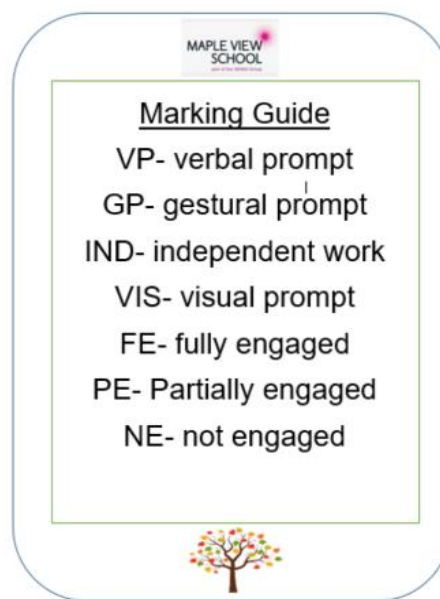 MAPLE VIEW
SCHOOL
Marking Guide
VP- verbal prompt
GP- gestural prompt
IND- independent work
VIS- visual prompt
FE- fully engaged
PE- Partially engaged
NE- not engaged